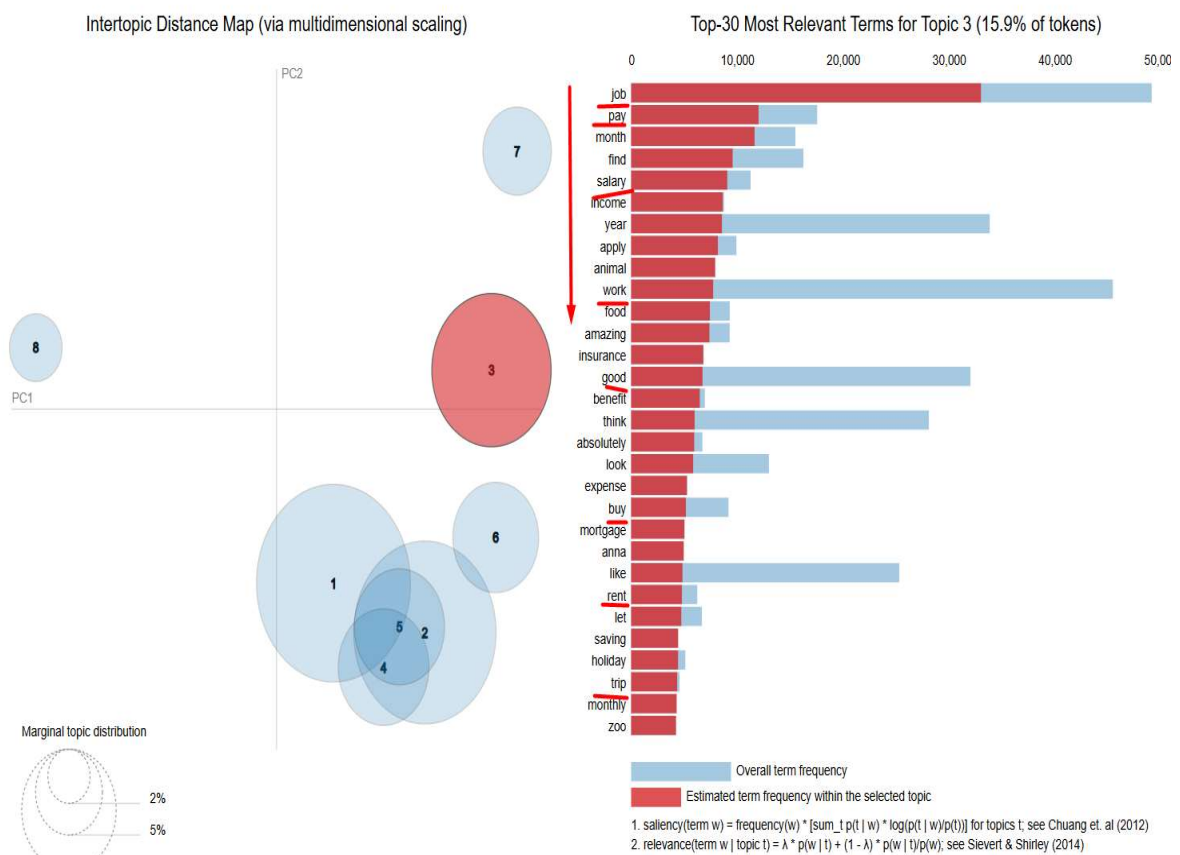 Intertopic Distance Map (via multidimensional scaling)
PC2
7
8
3
PC1
6
1
5
2
4
Marginal topic distribution
2%
5%
Top-30 Most Relevant Terms for Topic 3 (15.9% of tokens)
0 10,000 20,000 30,000 40,000 50,00
job
pay
month
find
salary
income
year
apply
animal
work
food
amazing
insurance
good
benefit
think
absolutely
look
expense
buy
mortgage
anna
like
rent
let
saving
holiday
trip
monthly
zoo
Overall term frequency
Estimated term frequency within the selected topic
1. saliency(term w) = frequency(w) * [sum_t p(t | w) * log(p(t | w)/p(t))] for topics t; see Chuang et. al (2012)
2. relevance(term w | topic t) = λ * p(w | t) + (1 - λ) * p(w | t)/p(w); see Sievert & Shirley (2014)